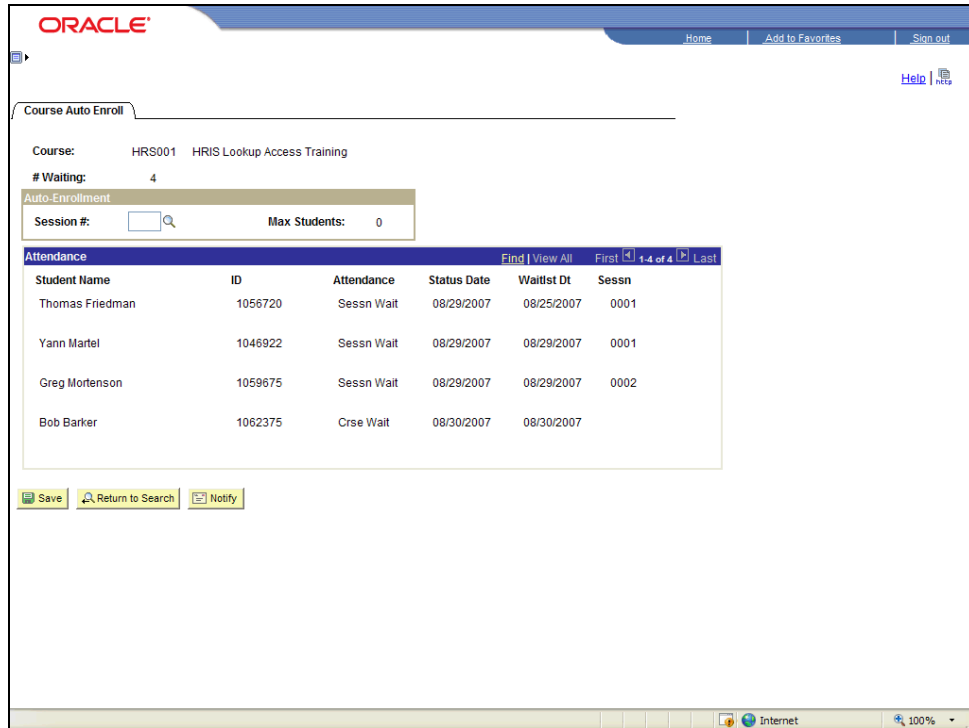 ORACLE
Home Add to Favorites Sign out
Help | http
Course Auto Enroll
Course: HRS001 HRIS Lookup Access Training
# Waiting: 4
Auto-Enrollment
Session #: Max Students: 0
Attendance Find | View All First 1-4 of 4 Last
Student Name ID Attendance Status Date Waitlst Dt Sessn
Thomas Friedman 1056720 Sessn Wait 08/29/2007 08/25/2007 0001
Yann Martel 1046922 Sessn Wait 08/29/2007 08/29/2007 0001
Greg Mortenson 1059675 Sessn Wait 08/29/2007 08/29/2007 0002
Bob Barker 1062375 Crse Wait 08/30/2007 08/30/2007
Save Return to Search Notify
Internet 100%